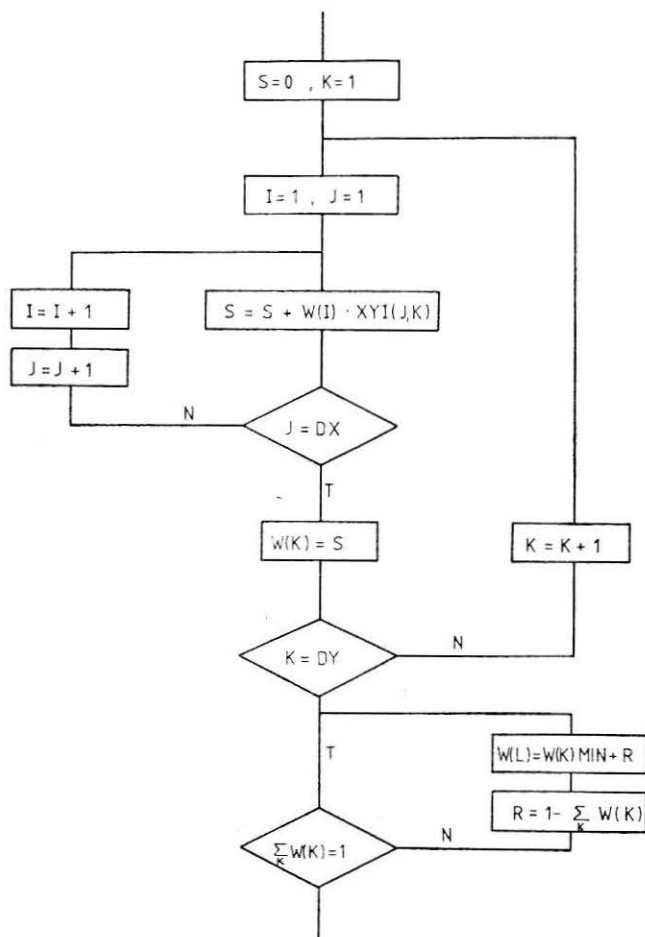 S=0 , K=1
I=1 , J=1
I= I + 1
S = S + W(I) · XYI(J,K)
J=J+1
N
J = DX
T
W(K) = S
K = K + 1
K = DY
N
T
W(L)=W(K)MIN+R
R = 1- ∑ W(K)
K
∑ W(K)=1
K
N